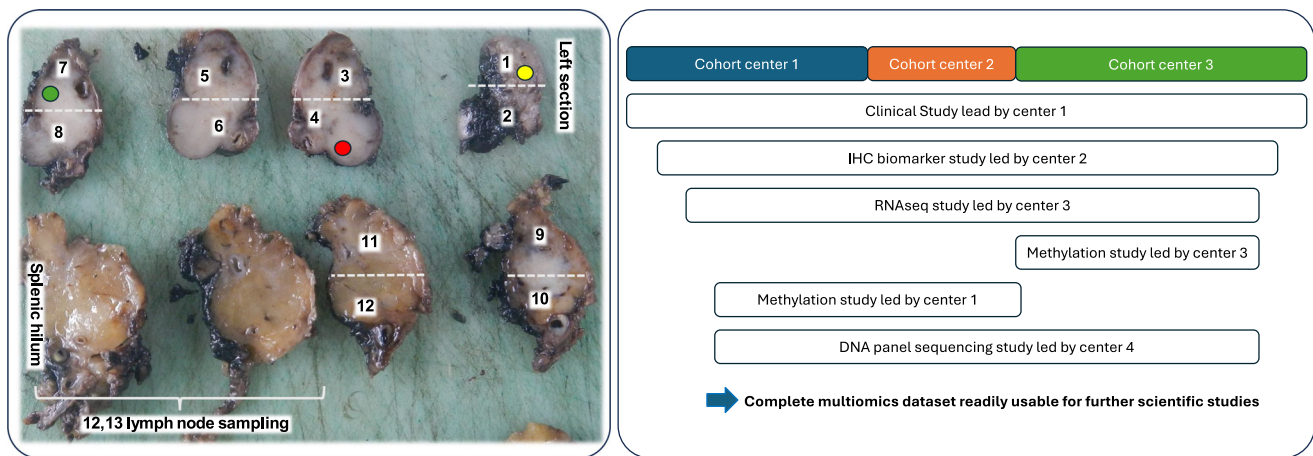 7
5
3
1
8
6
4
2
Left section
11
9
12
10
Splenic hilum
12,13 lymph node sampling
Cohort center 1
Cohort center 2
Cohort center 3
Clinical Study lead by center 1
IHC biomarker study led by center 2
RNAseq study led by center 3
Methylation study led by center 3
Methylation study led by center 1
DNA panel sequencing study led by center 4
Complete multiomics dataset readily usable for further scientific studies